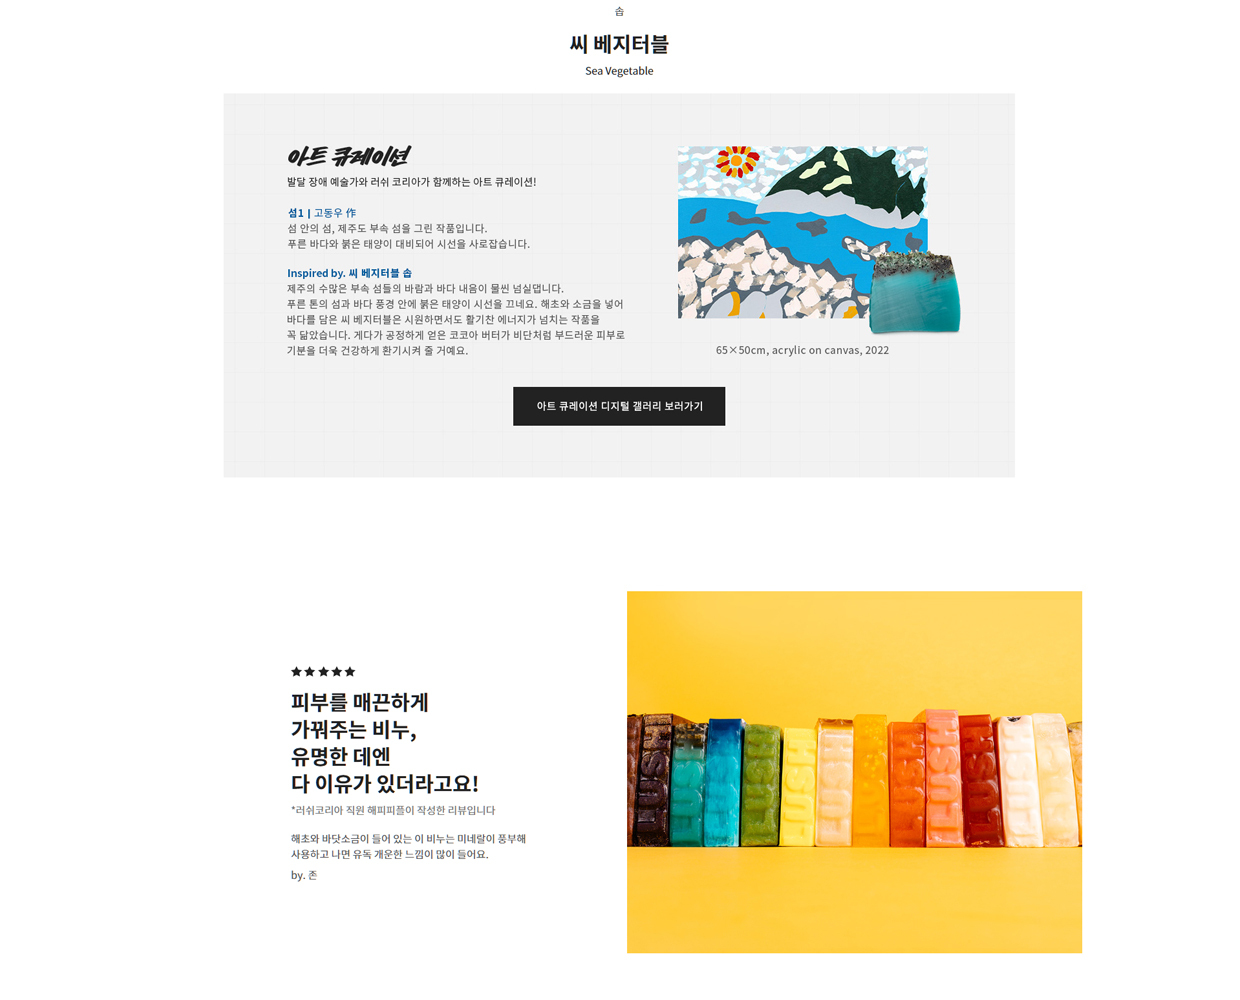 솝
씨 베지터블
Sea Vegetable
아트 큐레이션
발달 장애 예술가와 러쉬 코리아가 함께하는 아트 큐레이션!
섬1 | 고동우 作
섬 안의 섬, 제주도 부속 섬을 그린 작품입니다.
푸른 바다와 붉은 태양이 대비되어 시선을 사로잡습니다.
Inspired by. 씨 베지터블 솝
제주의 수많은 부속 섬들의 바람과 바다 내음이 물씬 넘실댑니다.
푸른 톤의 섬과 바다 풍경 안에 붉은 태양이 시선을 끄네요. 해초와 소금을 넣어
바다를 담은 씨 베지터블은 시원하면서도 활기찬 에너지가 넘치는 작품을
꼭 닮았습니다. 게다가 공정하게 얻은 코코아 버터가 비단처럼 부드러운 피부로
기분을 더욱 건강하게 환기시켜 줄 거예요.
65×50cm, acrylic on canvas, 2022
아트 큐레이션 디지털 갤러리 보러가기
★★★★★
피부를 매끈하게
가꿔주는 비누,
유명한 데엔
다 이유가 있더라고요!
*러쉬코리아 직원 해피피플이 작성한 리뷰입니다
해초와 바닷소금이 들어 있는 이 비누는 미네랄이 풍부해
사용하고 나면 유독 개운한 느낌이 많이 들어요.
by. 존
LUSH
LUSH
LUSH
LUSH
LUSH
LUSH